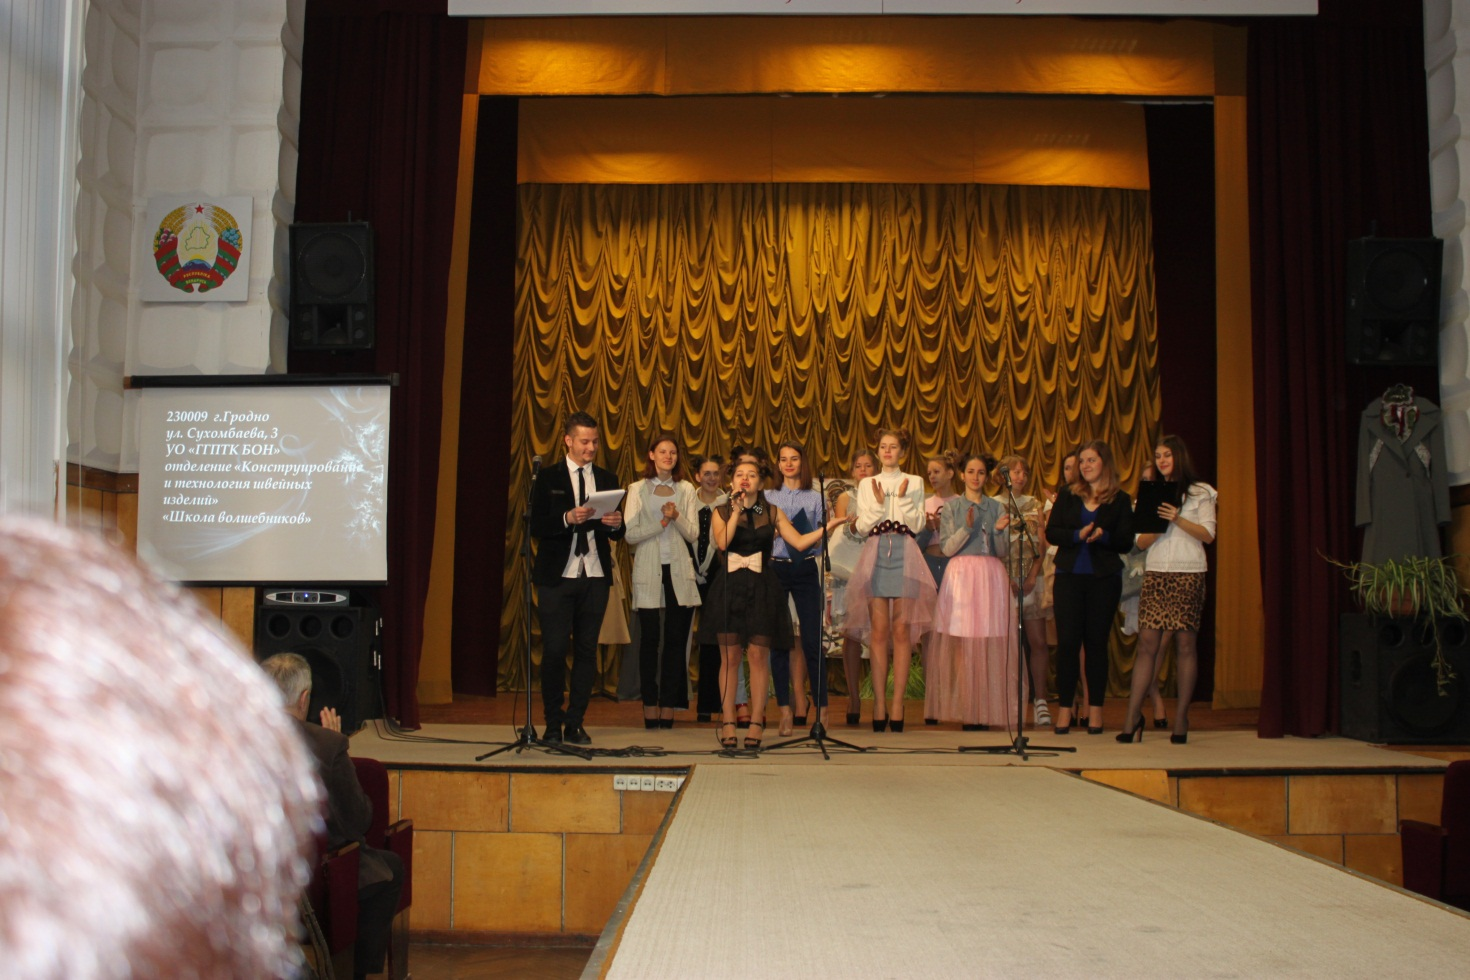 230009 г.Гродно
ул. Сухомбаева, 3
УО «ГГПТК БОН»
отделение «Конструирование
и технология швейных
изделий»
«Школа волшебников»